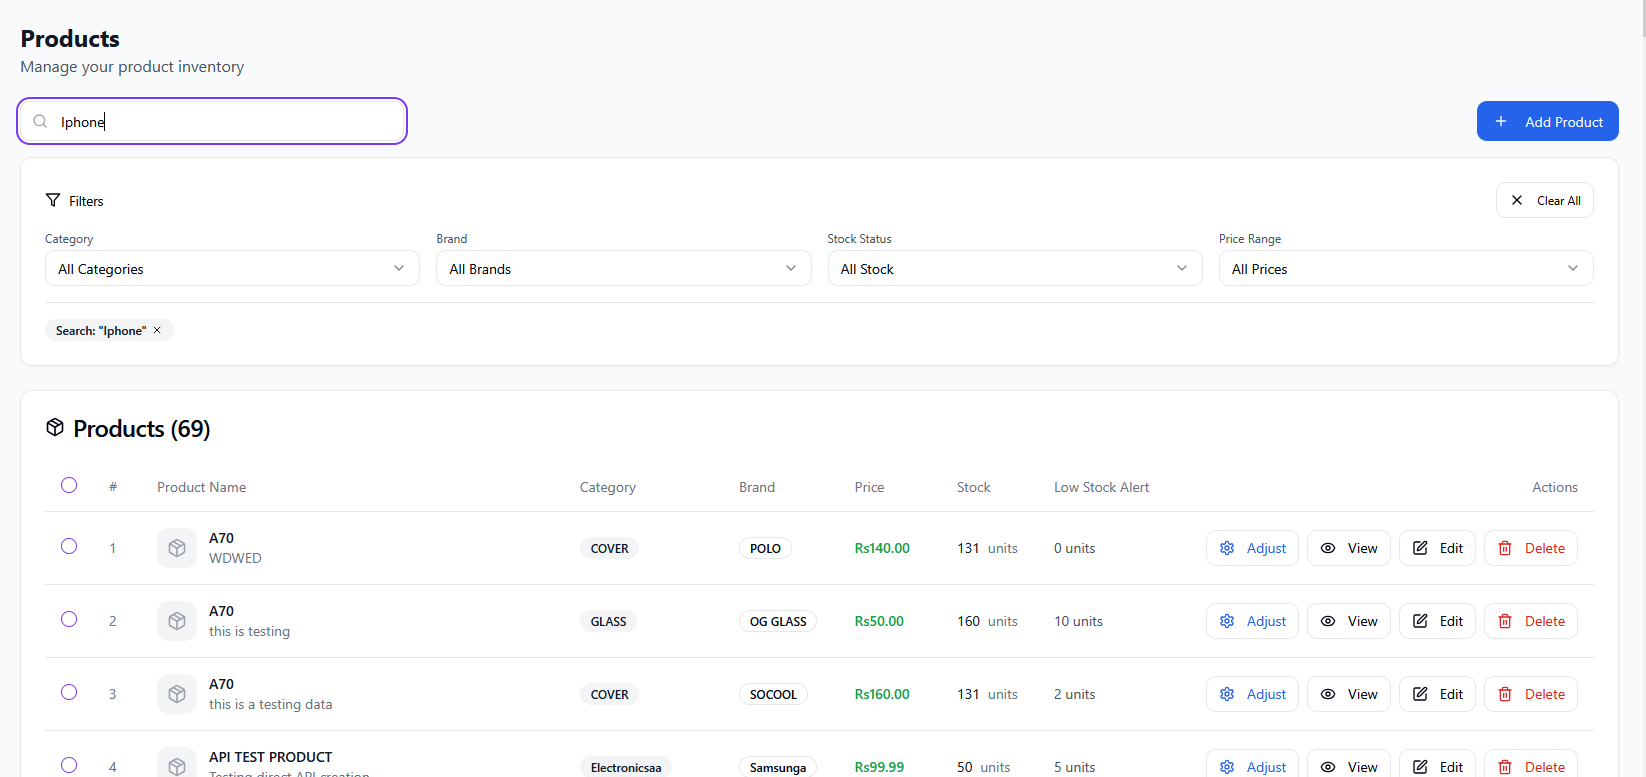 Products
Manage your product inventory
Iphone
Add Product
Filters
Clear All
Category Brand Stock Status Price Range
All Categories All Brands All Stock All Prices
Search: "Iphone"
Products (69)
# Product Name Category Brand Price Stock Low Stock Alert Actions
1 A70 COVER POLO Rs140.00 131 units 0 units Adjust View Edit Delete
WDWED
2 A70 GLASS OG GLASS Rs50.00 160 units 10 units Adjust View Edit Delete
this is testing
3 A70 COVER SOCOOL Rs160.00 131 units 2 units Adjust View Edit Delete
this is a testing data
4 API TEST PRODUCT Electronicsaa Samsunga Rs99.99 50 units 5 units Adjust View Edit Delete
Testing direct API creation